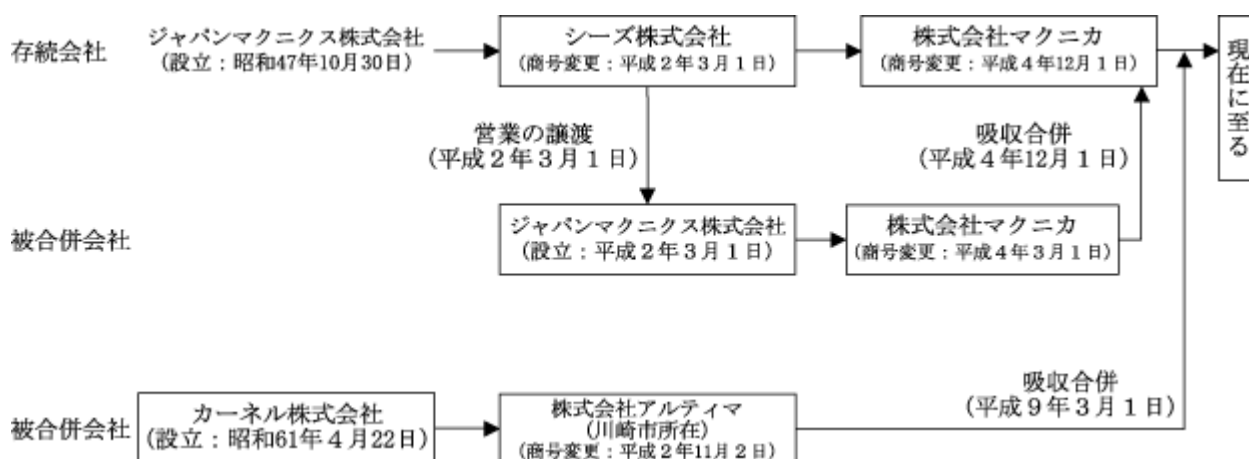 存続会社
ジャパンマクニクス株式会社
(設立：昭和47年10月30日)
シーズ株式会社
(商号変更：平成２年３月１日)
株式会社マクニカ
(商号変更：平成４年12月１日)
現在に至る
営業の譲渡
(平成２年３月１日)
吸収合併
(平成４年12月１日)
被合併会社
ジャパンマクニクス株式会社
(設立：平成２年３月１日)
株式会社マクニカ
(商号変更：平成４年３月１日)
吸収合併
(平成９年３月１日)
被合併会社
カーネル株式会社
(設立：昭和61年４月22日)
株式会社アルティマ
(川崎市所在)
(商号変更：平成２年11月２日)